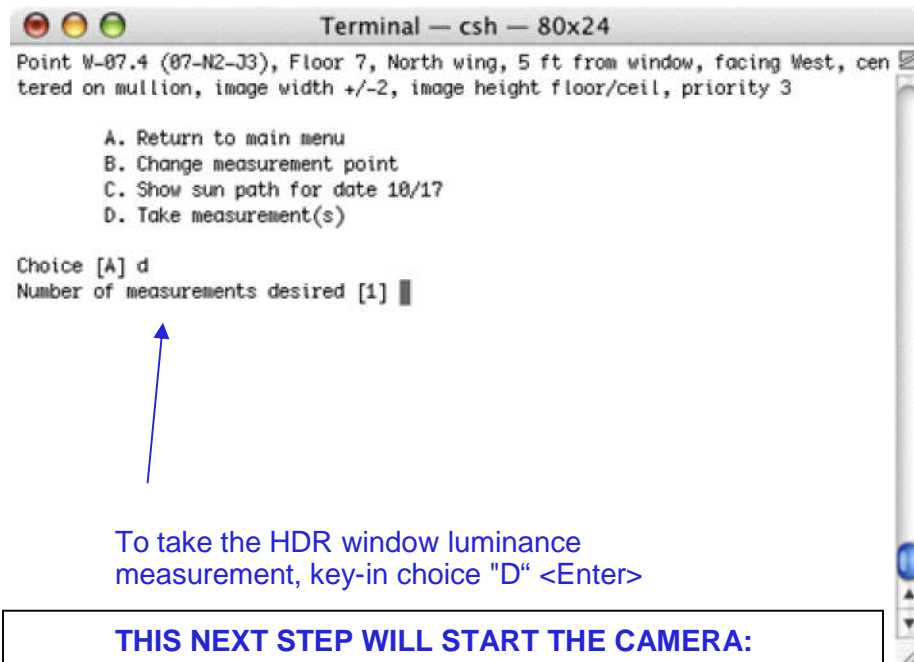 Terminal — csh — 80x24
Point W-07.4 (07-N2-J3), Floor 7, North wing, 5 ft from window, facing West, cen
tered on mullion, image width +/-2, image height floor/ceil, priority 3
A. Return to main menu
B. Change measurement point
C. Show sun path for date 10/17
D. Take measurement(s)
Choice [A] d
Number of measurements desired [1]
To take the HDR window luminance
measurement, key-in choice "D“ <Enter>
THIS NEXT STEP WILL START THE CAMERA: